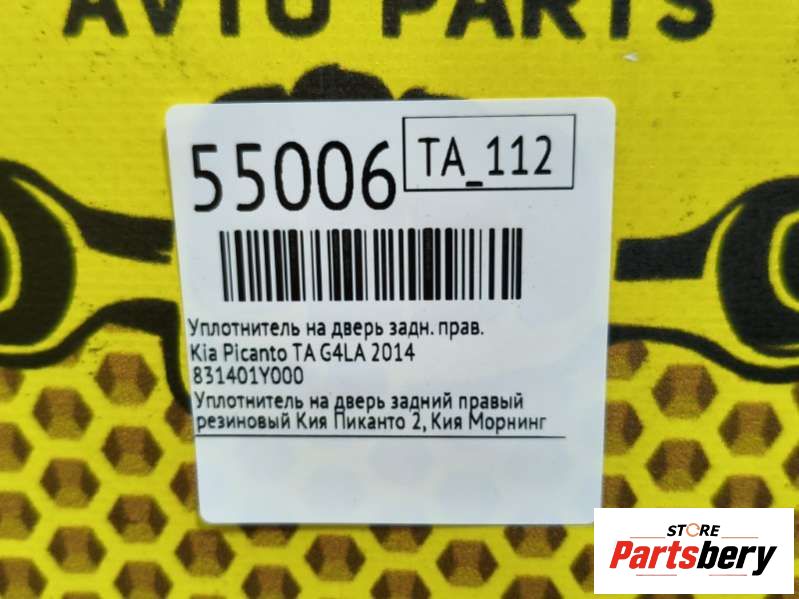 AVTO PARTS
55006
TA_112
Уплотнитель на дверь задн. прав.
Kia Picanto TA G4LA 2014
831401Y000
Уплотнитель на дверь задний правый
резиновый Кия Пиканто 2, Кия Морнинг
STORE
Partsbery